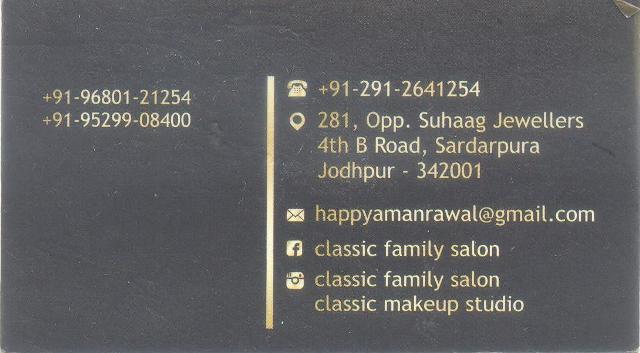 +91-96801-21254
+91-95299-08400
+91-291-2641254
281, Opp. Suhaag Jewellers
4th B Road, Sardarpura
Jodhpur - 342001
happyamanrawal@gmail.com
classic family salon
classic family salon
classic makeup studio